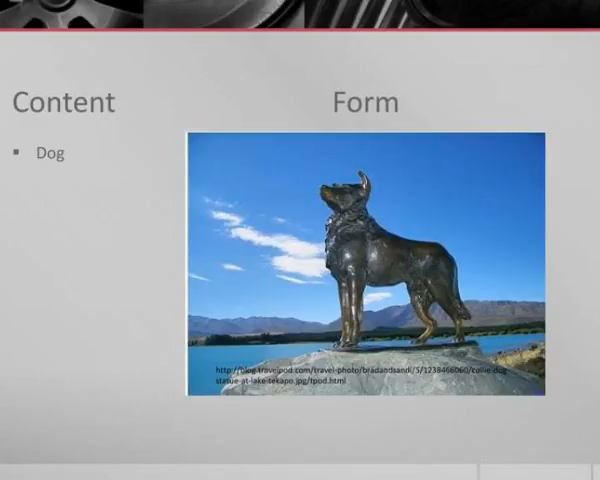 Content
Form
Dog
http://blog.travelpod.com/travel-photo/bradandsandi/5/1238466060/collie-dog-
statue-at-lake-tekapo.jpg/tpod.html